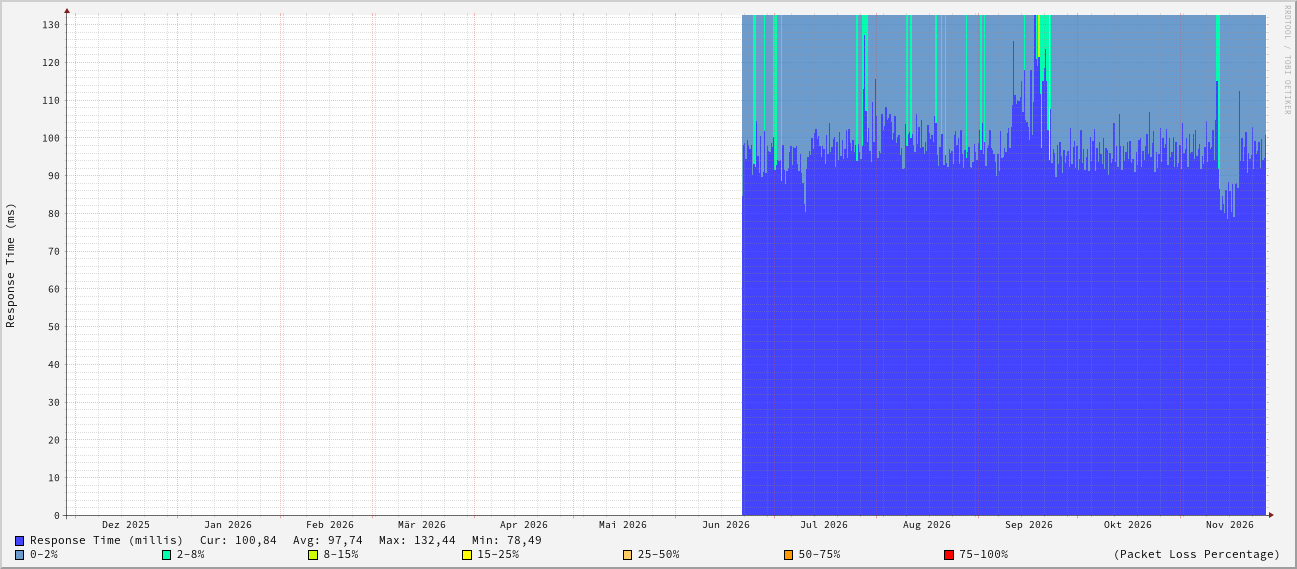 RRDTOOL / TOBI OETIKER
Response Time (ms)
130
120
110
100
90
80
70
60
50
40
30
20
10
0
Dez 2025 Jan 2026 Feb 2026 Mär 2026 Apr 2026 Mai 2026 Jun 2026 Jul 2026 Aug 2026 Sep 2026 Okt 2026 Nov 2026
Response Time (millis) Cur: 100,84 Avg: 97,74 Max: 132,44 Min: 78,49
0-2% 2-8% 8-15% 15-25% 25-50% 50-75% 75-100% (Packet Loss Percentage)